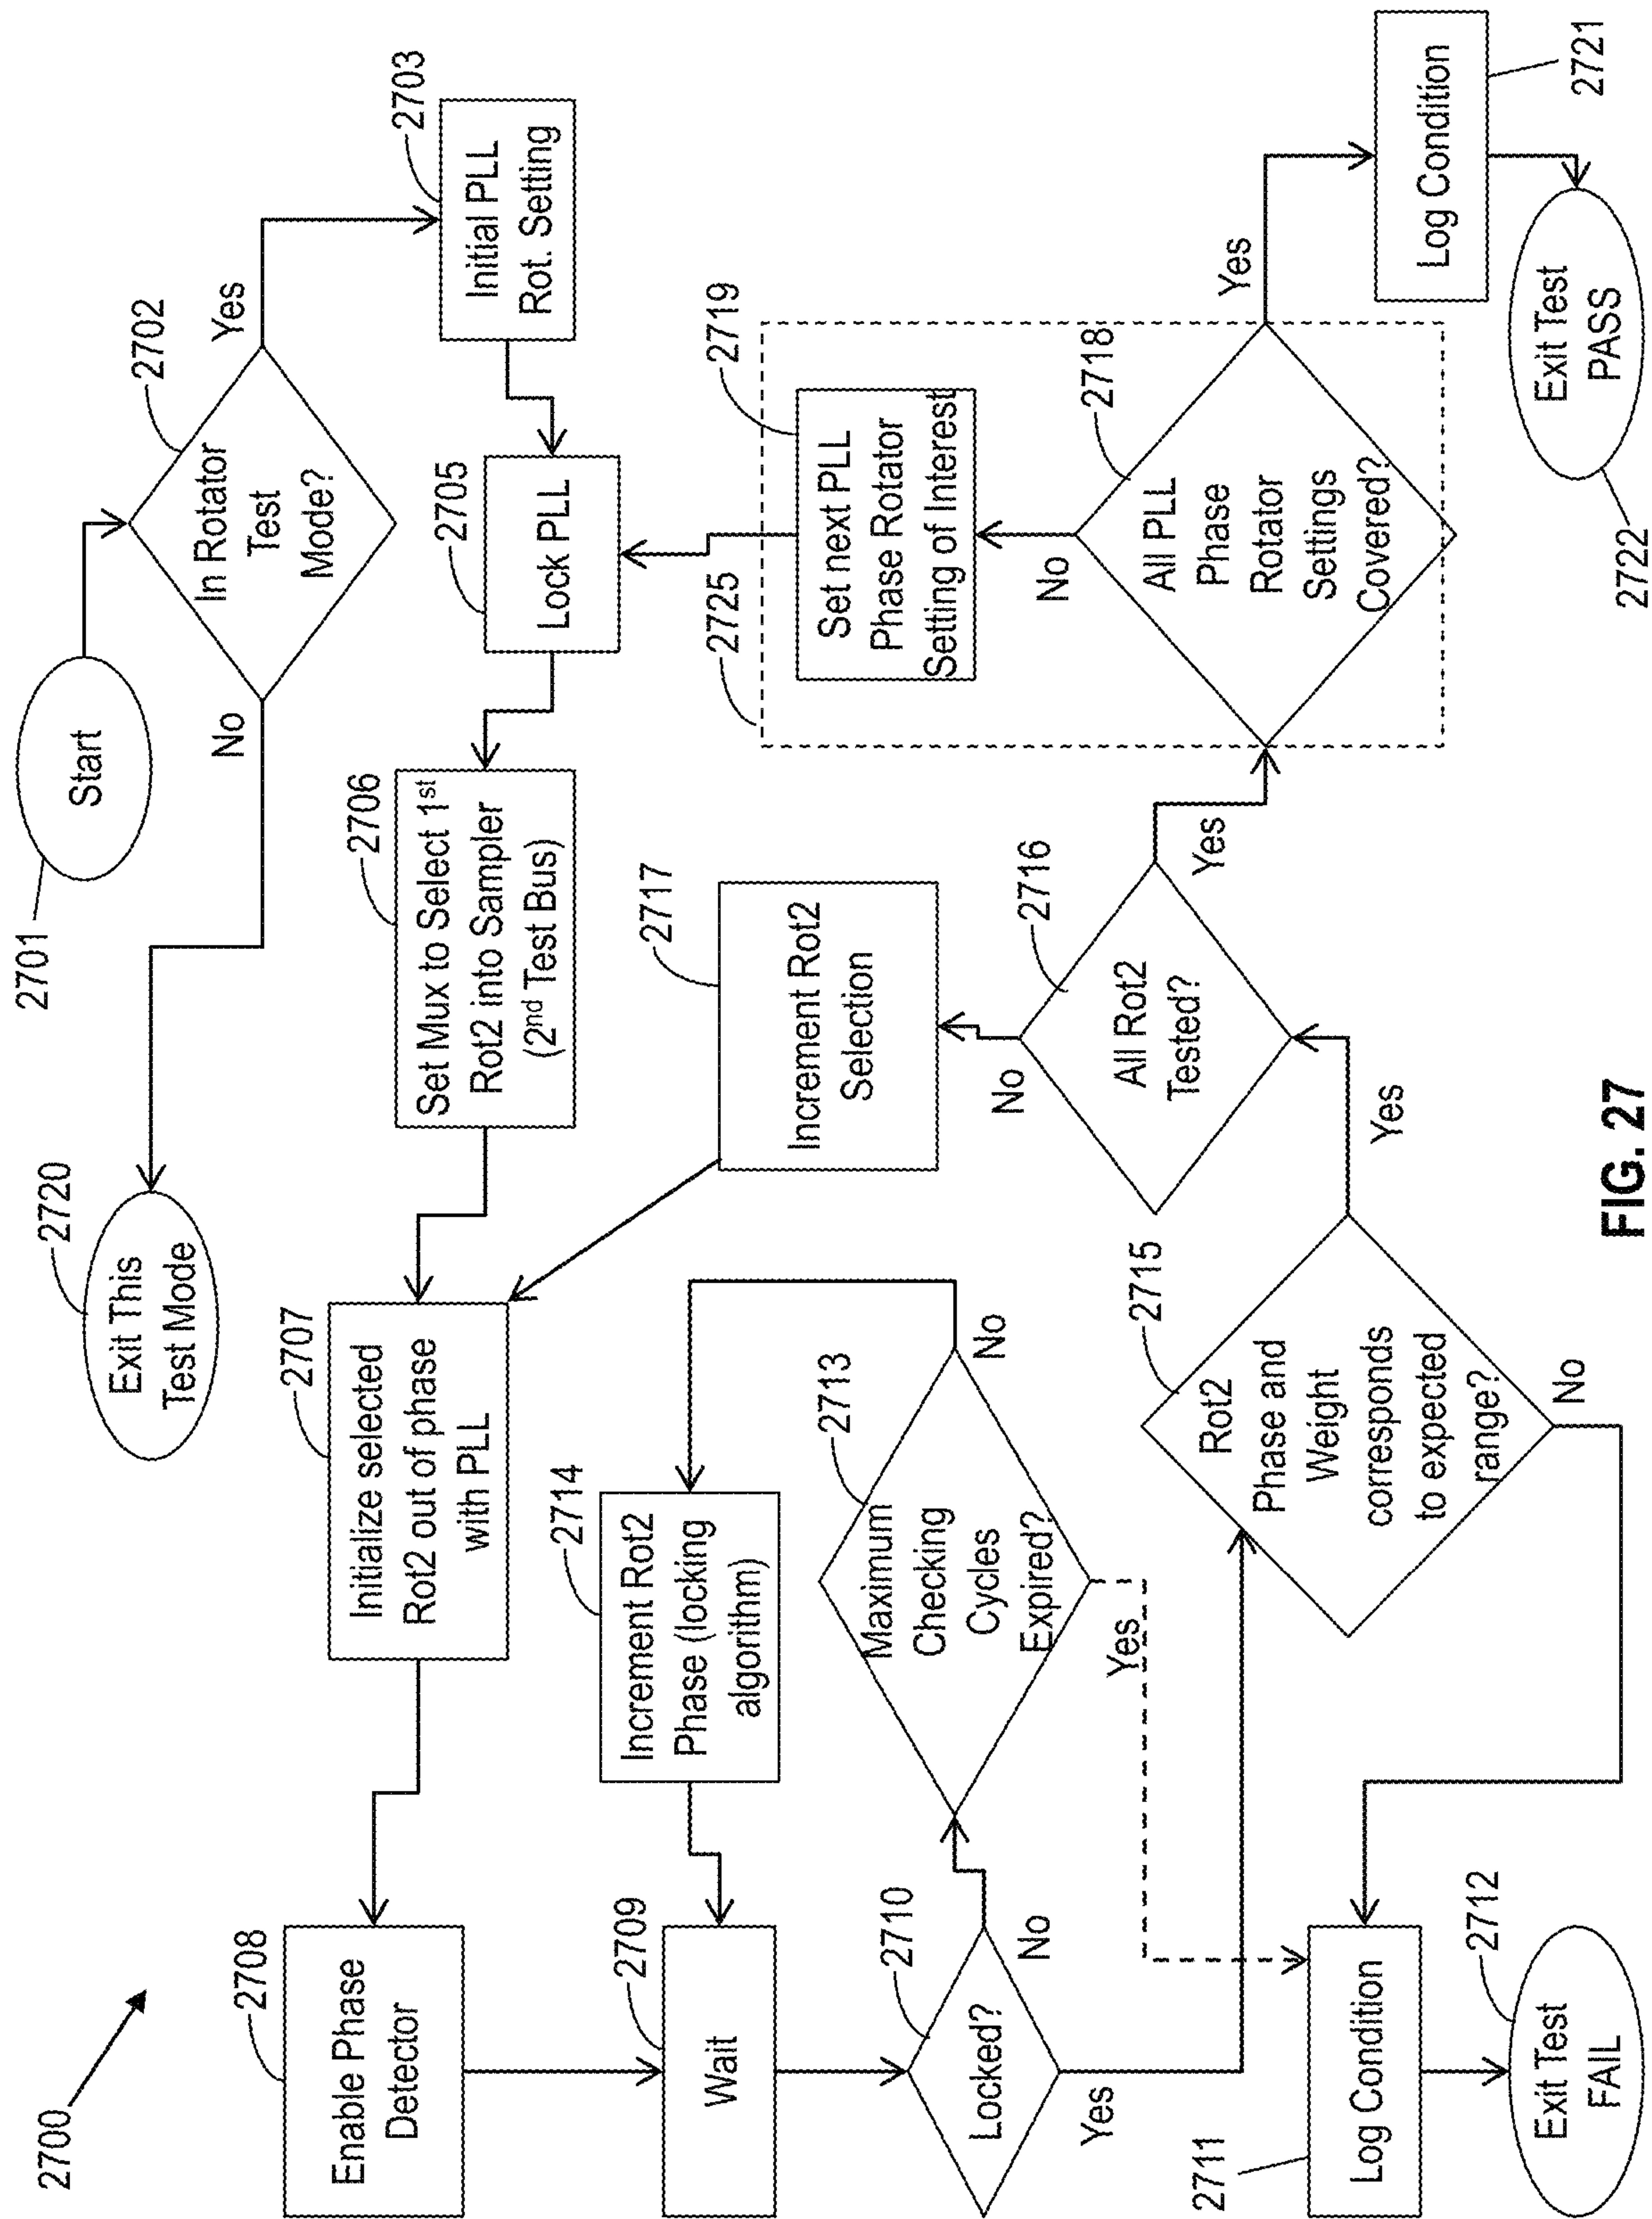 2700
2701
Start
2702
In Rotator
Test
Mode?
Yes
No
2703
Initial PLL
Rot. Setting
2720
Exit This
Test Mode
2705
Lock PLL
2706
Set Mux to Select 1st
Rot2 into Sampler
(2nd Test Bus)
2707
Initialize selected
Rot2 out of phase
with PLL
2708
Enable Phase
Detector
2709
Wait
2710
Locked?
No
Yes
2714
Increment Rot2
Phase (locking
algorithm)
2713
Maximum
Checking
Cycles
Expired?
No
Yes
2717
Increment Rot2
Selection
2716
All Rot2
Tested?
No
Yes
2725
2719
Set next PLL
Phase Rotator
Setting of Interest
2718
All PLL
Phase
Rotator
Settings
Covered?
No
Yes
2715
Rot2
Phase and
Weight
corresponds
to expected
range?
Yes
No
2711
Log Condition
2712
Exit Test
FAIL
2721
Log Condition
2722
Exit Test
PASS
FIG. 27